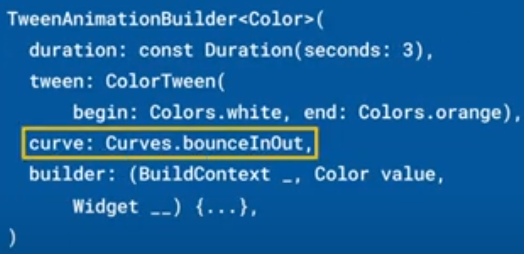 TweenAnimationBuilder<Color>(
duration: const Duration(seconds: 3),
tween: ColorTween(
begin: Colors.white, end: Colors.orange),
curve: Curves.bounceInOut,
builder: (BuildContext _, Color value,
Widget __) {...},
)